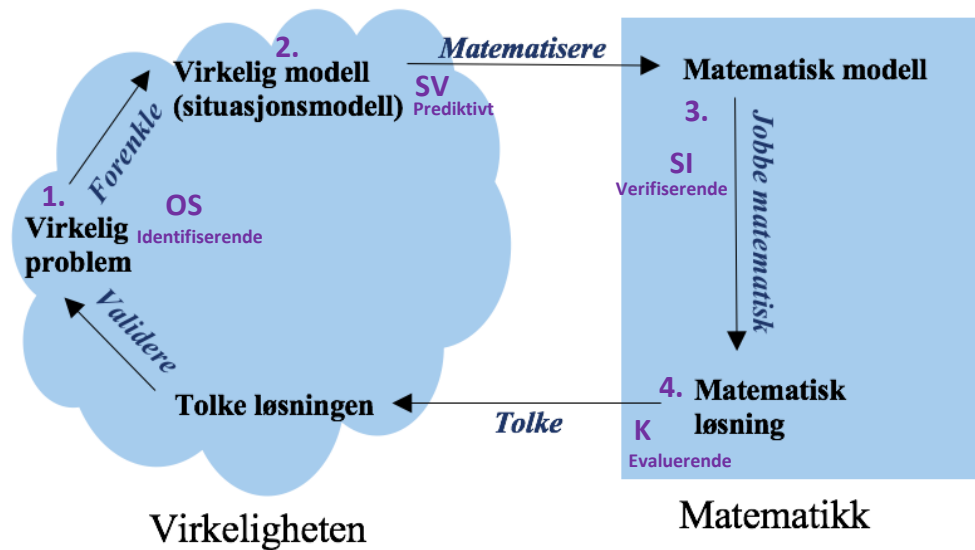 1.
Virkelig
problem
OS
Identifiserende
Forenkle
2.
Virkelig modell
(situasjonsmodell)
SV
Prediktivt
Matematisere
Matematisk modell
3.
SI
Verifiserende
Jobbe matematisk
4.
Matematisk
løsning
K
Evaluerende
Tolke
Tolke løsningen
Validere
Virkeligheten
Matematikk